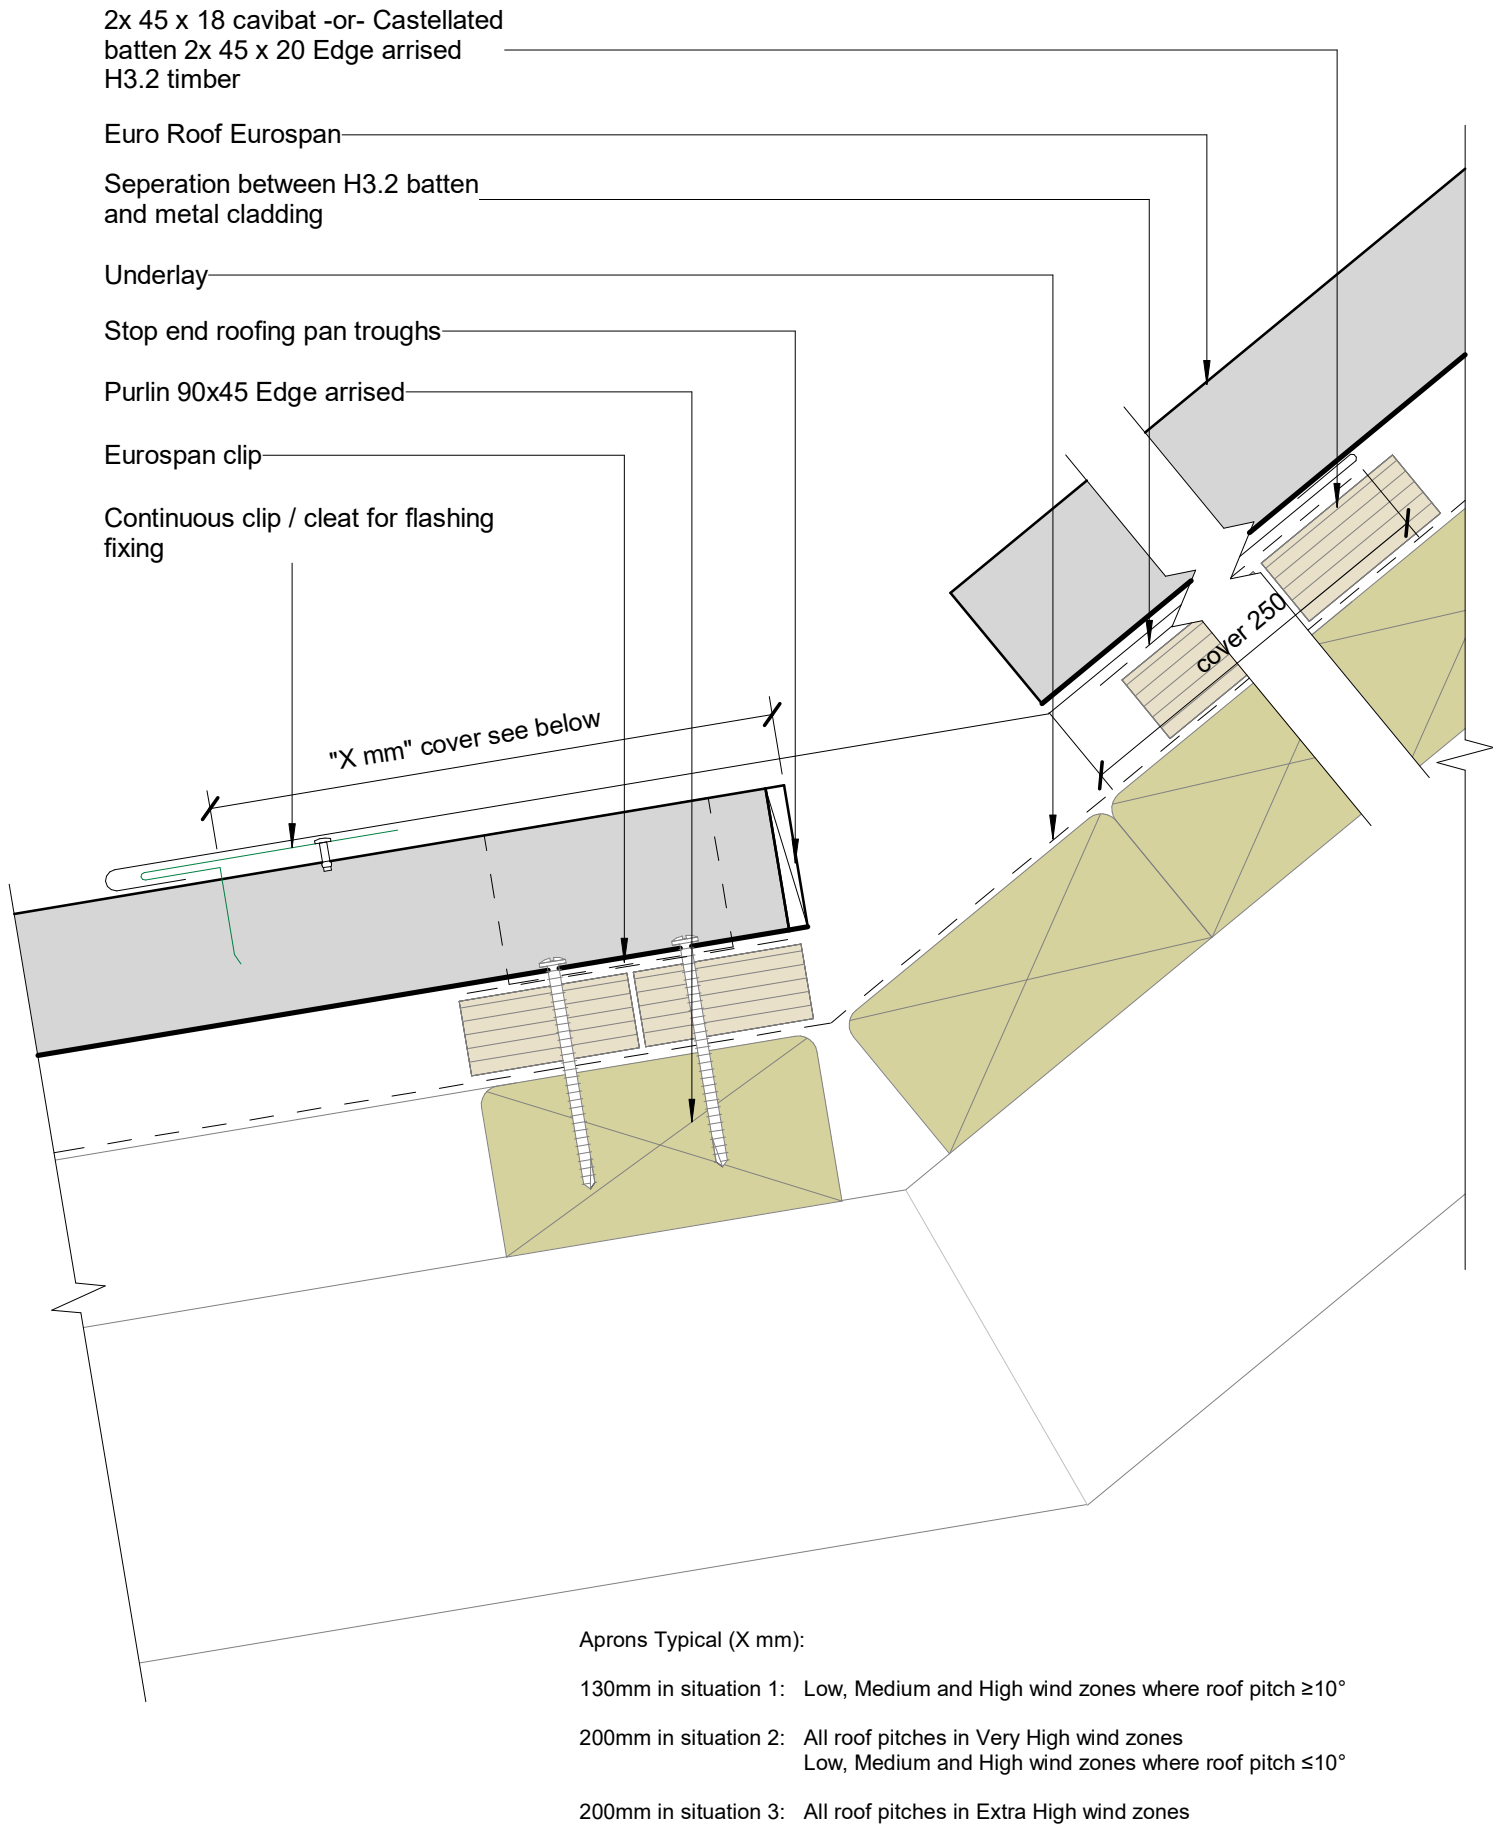 2x 45 x 18 cavibat -or- Castellated
batten 2x 45 x 20 Edge arrised
H3.2 timber
Euro Roof Eurospan
Seperation between H3.2 batten
and metal cladding
Underlay
Stop end roofing pan troughs
Purlin 90x45 Edge arrised
Eurospan clip
Continuous clip / cleat for flashing
fixing
cover 250
"X mm" cover see below
Aprons Typical (X mm):
130mm in situation 1: Low, Medium and High wind zones where roof pitch ≥10°
200mm in situation 2: All roof pitches in Very High wind zones
Low, Medium and High wind zones where roof pitch ≤10°
200mm in situation 3: All roof pitches in Extra High wind zones